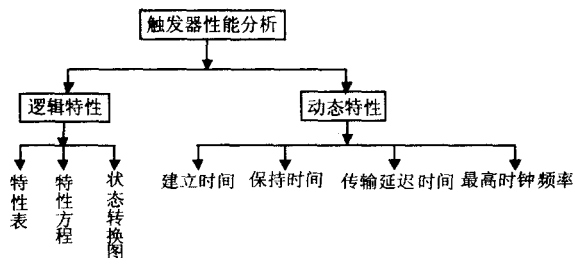 触发器性能分析
逻辑特性
动态特性
特性表
特性方程
状态转换图
建立时间
保持时间
传输延迟时间
最高时钟频率